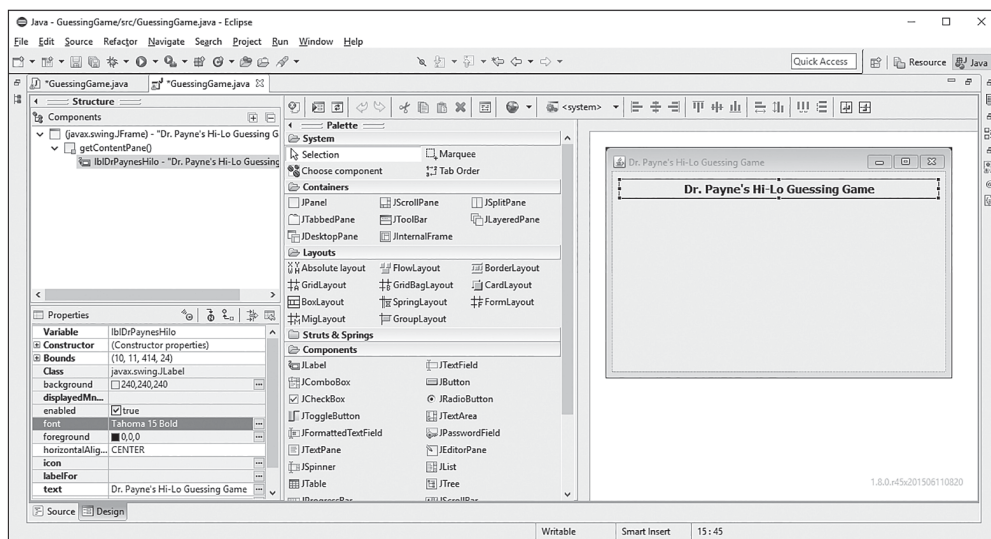 Java - GuessingGame/src/GuessingGame.java - Eclipse
File Edit Source Refactor Navigate Search Project Run Window Help
Quick Access
Resource
Java
*GuessingGame.java
*GuessingGame.java
Structure
Components
(javax.swing.JFrame) - "Dr. Payne's Hi-Lo Guessing G
getContentPane()
lblDrPaynesHilo - "Dr. Payne's Hi-Lo Guessing
Properties
Variable lblDrPaynesHilo
Constructor (Constructor properties)
Bounds (10, 11, 414, 24)
Class javax.swing.JLabel
background 240,240,240
displayedMn...
enabled true
font Tahoma 15 Bold
foreground 0,0,0
horizontalAlig... CENTER
icon
labelFor
text Dr. Payne's Hi-Lo Guessing Game
Source Design
<system>
Palette
System
Selection Marquee
Choose component Tab Order
Containers
JPanel JScrollPane JSplitPane
JTabbedPane JToolBar JLayeredPane
JDesktopPane JInternalFrame
Layouts
Absolute layout FlowLayout BorderLayout
GridLayout GridBagLayout CardLayout
BoxLayout SpringLayout FormLayout
MigLayout GroupLayout
Struts & Springs
Components
JLabel JTextField
JComboBox JButton
JCheckBox JRadioButton
JToggleButton JTextArea
JFormattedTextField JPasswordField
JTextPane JEditorPane
JSpinner JList
JTable JTree
JProgressBar JScrollBar
Dr. Payne's Hi-Lo Guessing Game
Dr. Payne's Hi-Lo Guessing Game
1.8.0.r45x201506110820
Writable Smart Insert 15 : 45